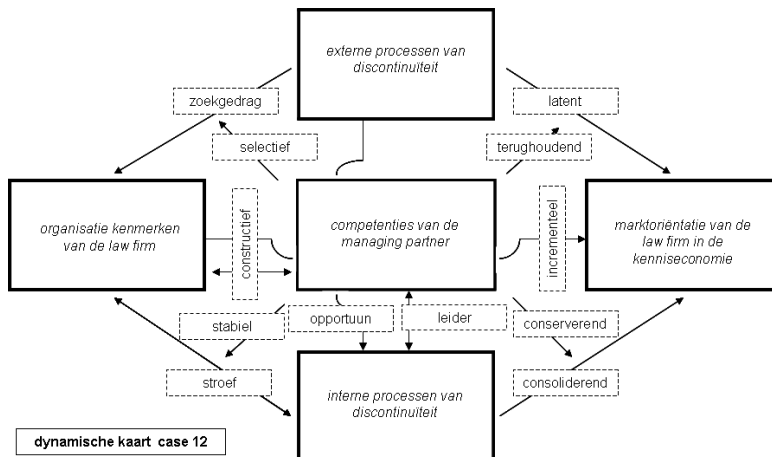 externe processen van
discontinuïteit
zoekgedrag
latent
selectief
terughoudend
organisatie kenmerken
van de law firm
constructief
competenties van de
managing partner
incrementeel
marktoriëntatie van de
law firm in de
kenniseconomie
stabiel
opportuun
leider
conserverend
stroef
interne processen van
discontinuïteit
consoliderend
dynamische kaart case 12